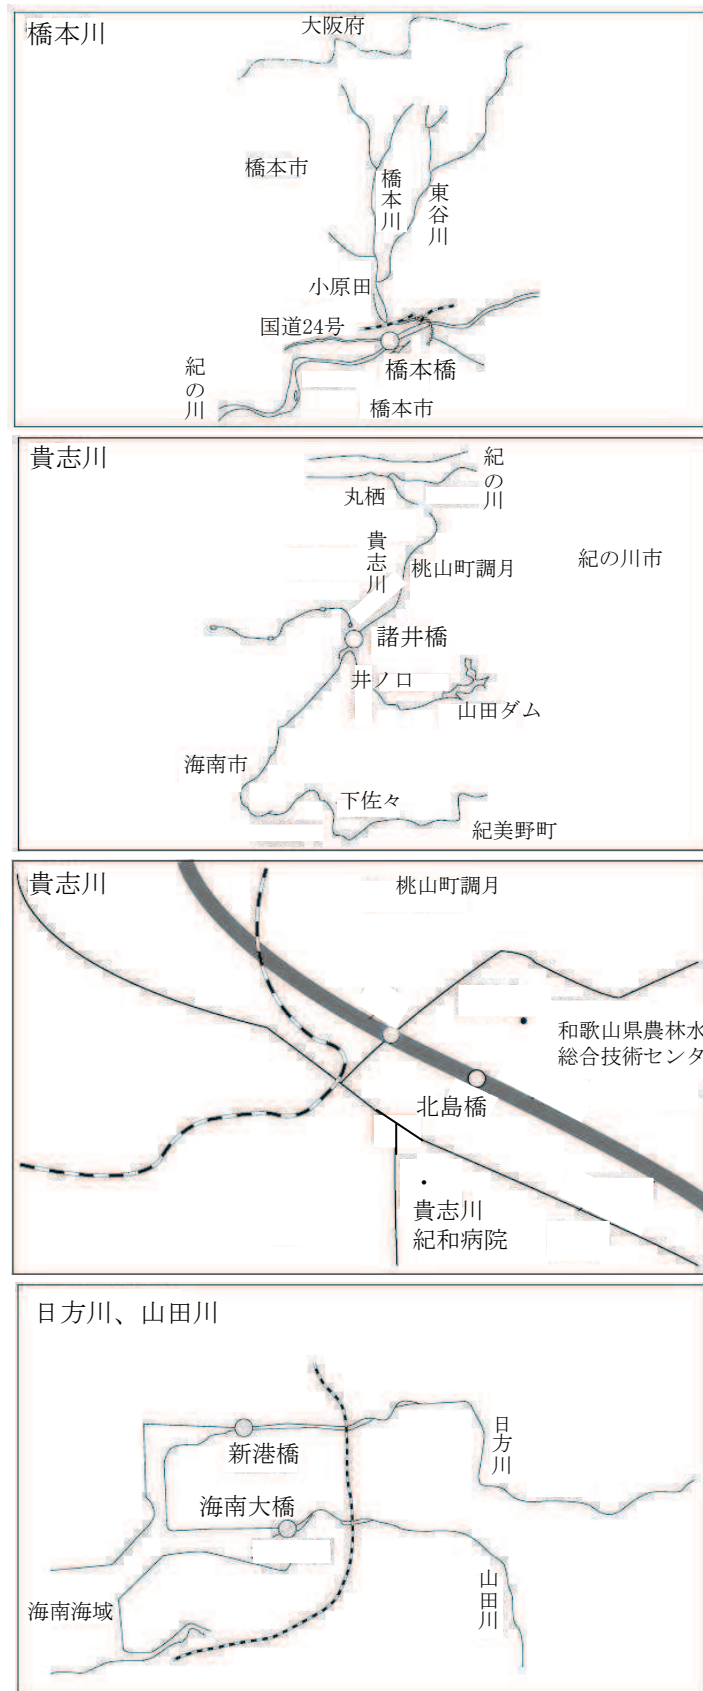 橋本川
大阪府
橋本市
橋本川
東谷川
小原田
国道24号
橋本橋
紀の川
橋本市
貴志川
紀の川
丸栖
貴志川
桃山町調月
紀の川市
諸井橋
井ノ口
山田ダム
海南市
下佐々
紀美野町
貴志川
桃山町調月
和歌山県農林水
総合技術センタ
北島橋
貴志川
紀和病院
日方川、山田川
日方川
新港橋
海南大橋
山田川
海南海域